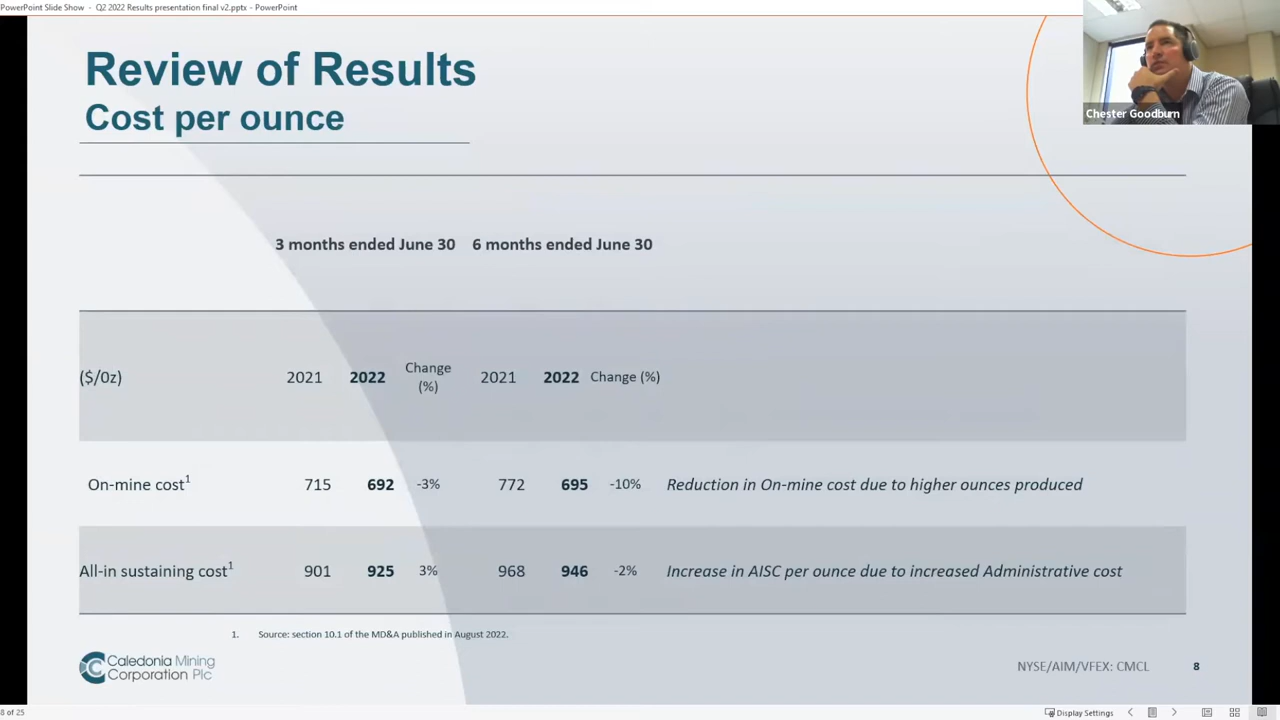 PowerPoint Slide Show - Q2 2022 Results presentation final v2.pptx - PowerPoint
Review of Results
Cost per ounce
Chester Goodburn
3 months ended June 30 6 months ended June 30
($/0z) 2021 2022 Change (%) 2021 2022 Change (%)
On-mine cost1 715 692 -3% 772 695 -10% Reduction in On-mine cost due to higher ounces produced
All-in sustaining cost1 901 925 3% 968 946 -2% Increase in AISC per ounce due to increased Administrative cost
1. Source: section 10.1 of the MD&A published in August 2022.
Caledonia Mining
Corporation Plc
NYSE/AIM/VFEX: CMCL 8
8 of 25
Display Settings